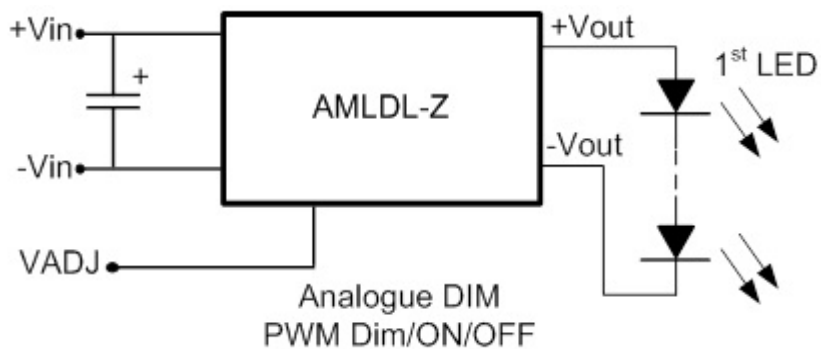 +Vin
+
-Vin
VADJ
AMLDL-Z
+Vout
-Vout
1st LED
Analogue DIM
PWM Dim/ON/OFF